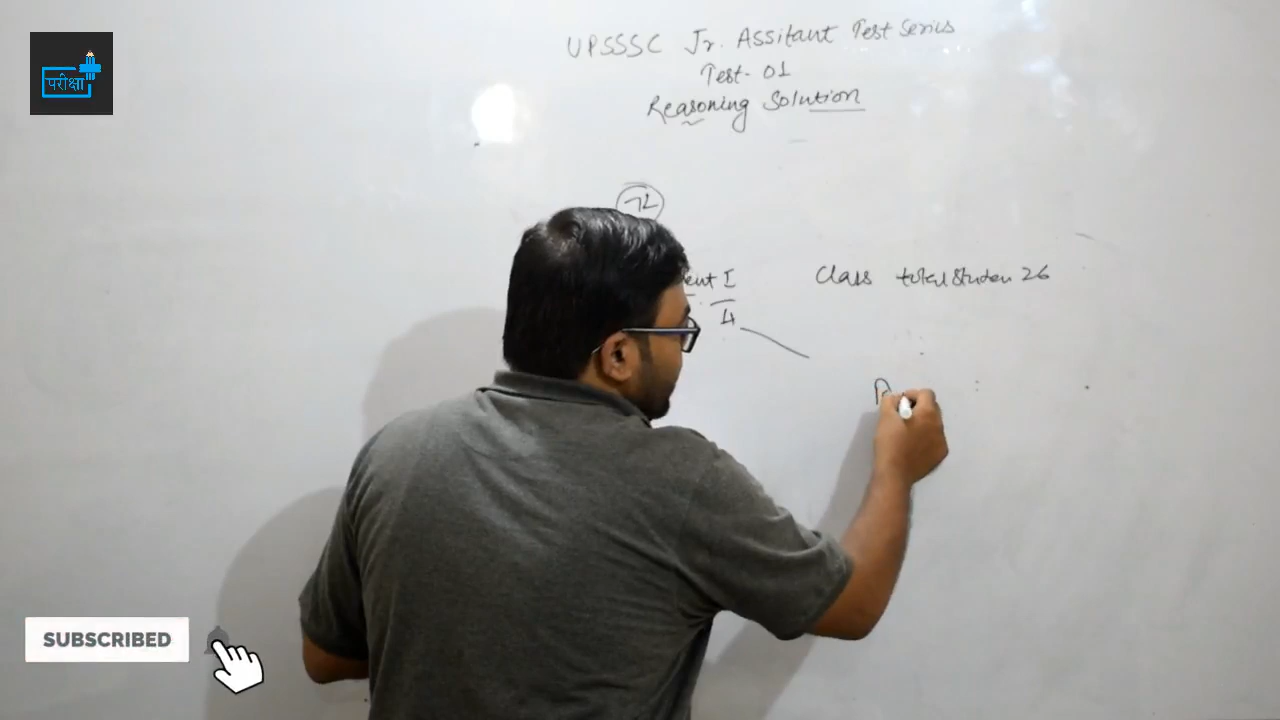 UPSSSC Jr. Assitant Test Series
Test-01
Reasoning Solution
परीक्षा
72
I
Class total Studen 26
4
SUBSCRIBED